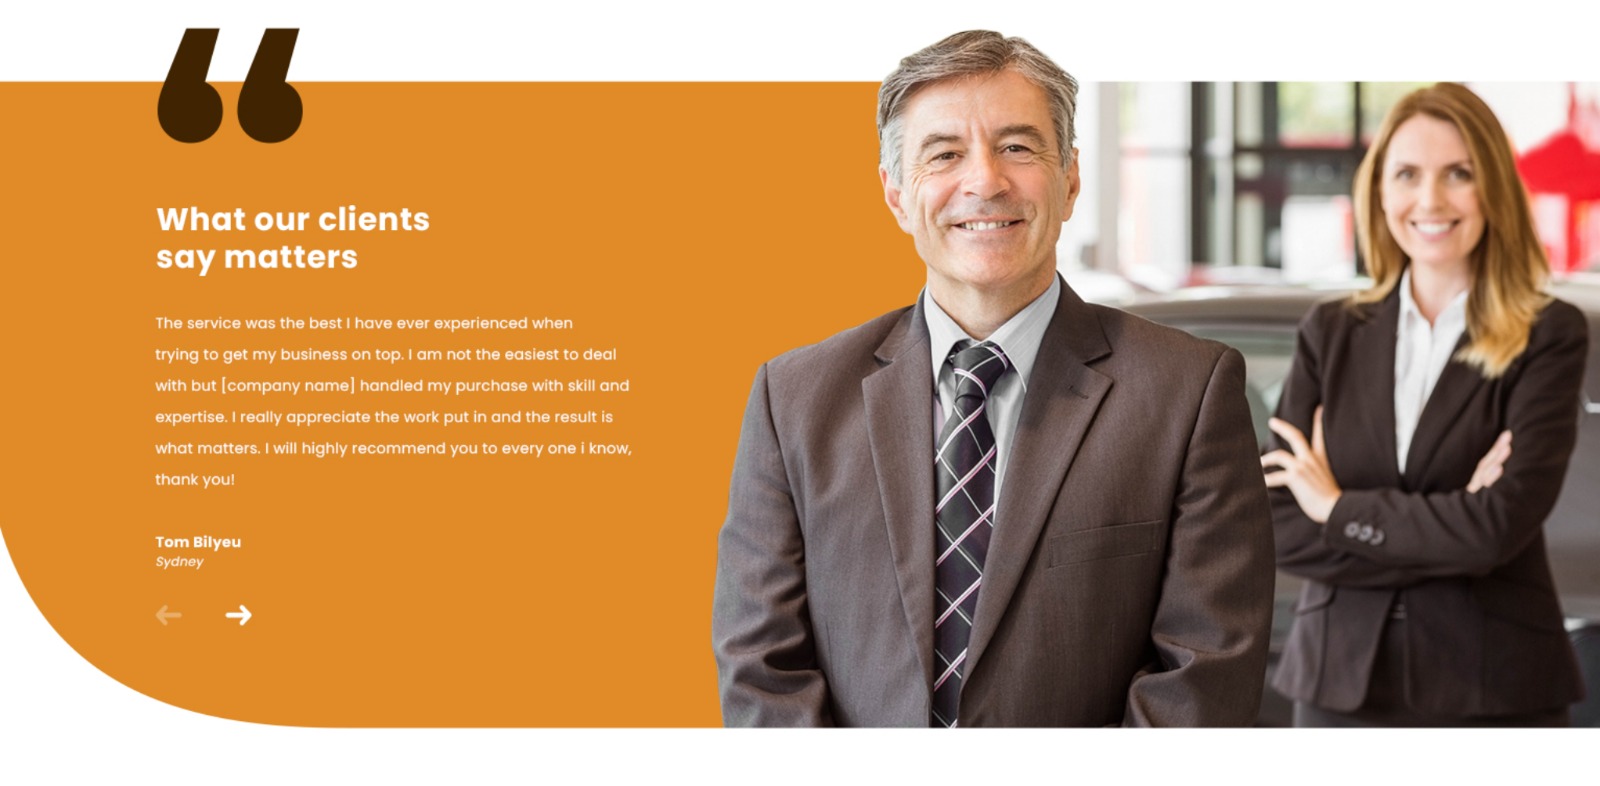 “
What our clients
say matters
The service was the best I have ever experienced when
trying to get my business on top. I am not the easiest to deal
with but [company name] handled my purchase with skill and
expertise. I really appreciate the work put in and the result is
what matters. I will highly recommend you to every one i know,
thank you!
Tom Bilyeu
Sydney